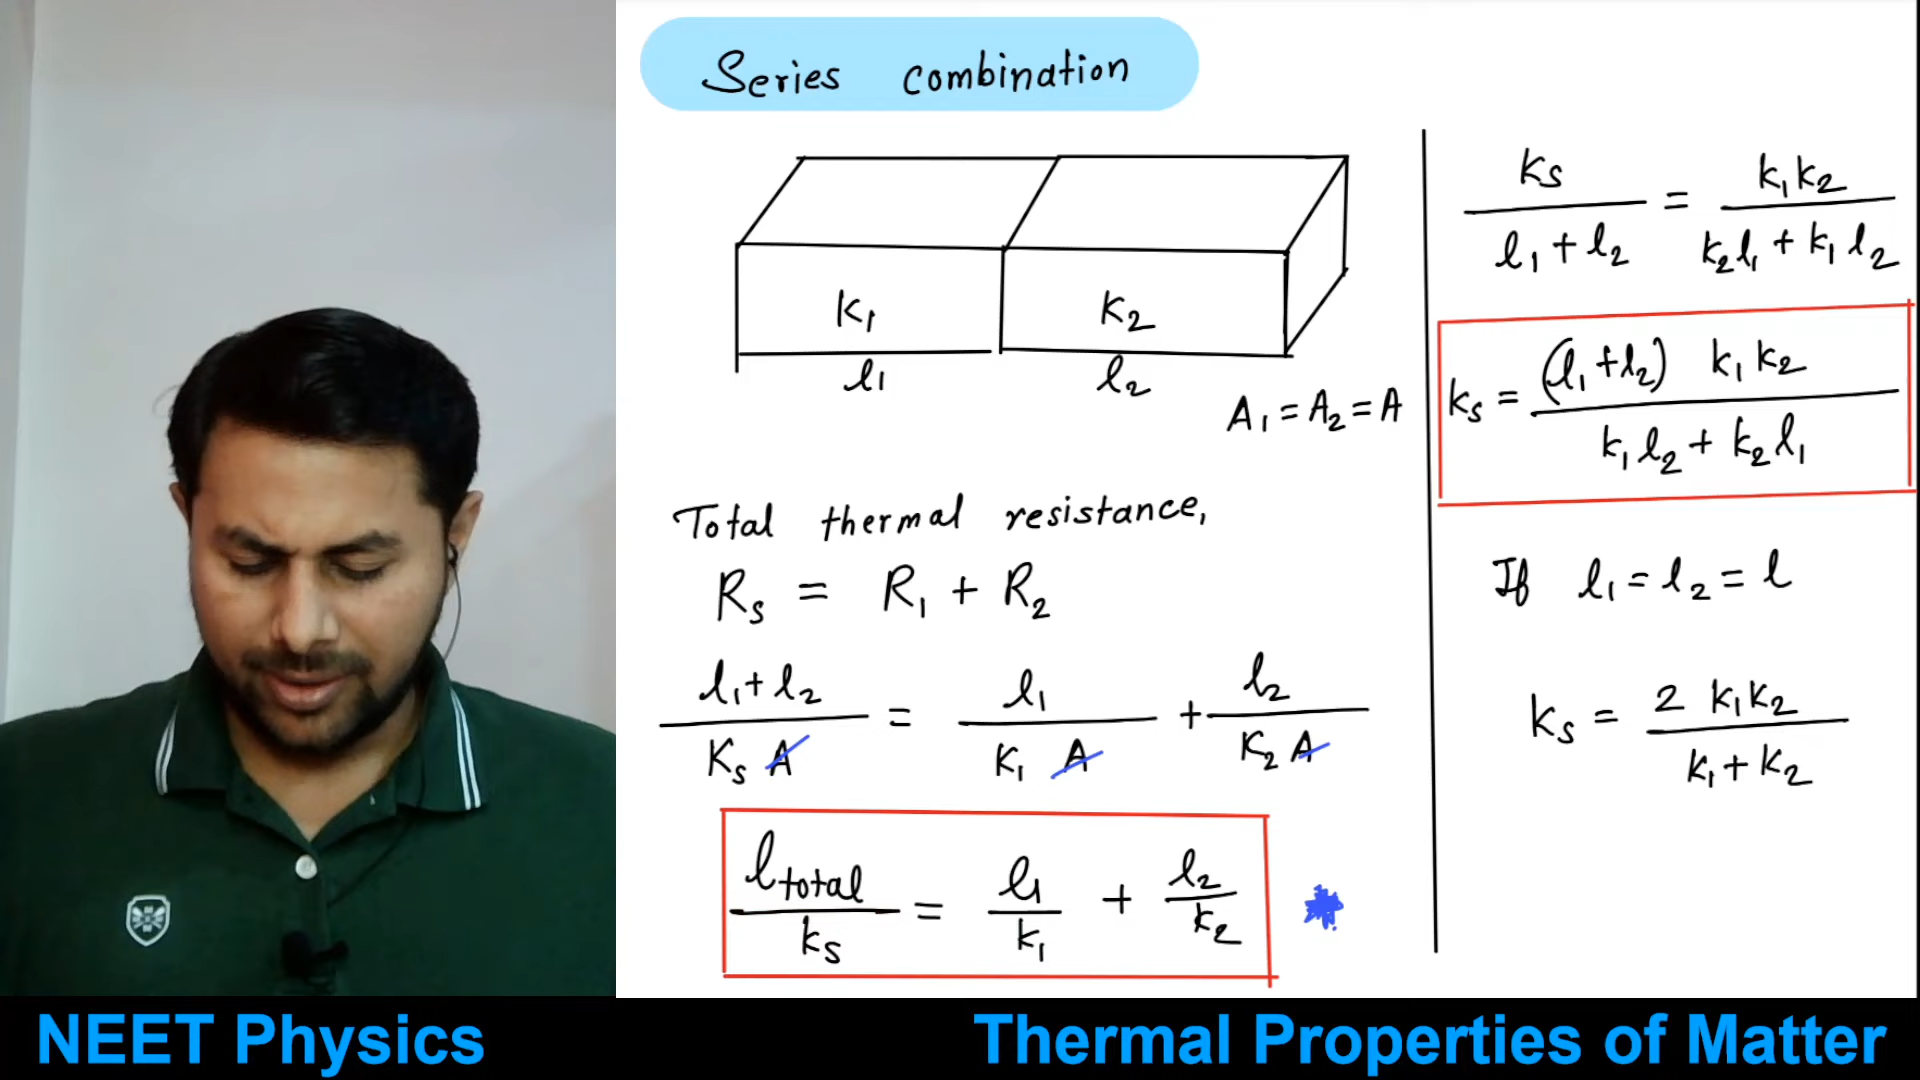 Series combination
K₁ K₂
l₁ l₂
A₁ = A₂ = A
Total thermal resistance,
Rs = R₁ + R₂
l₁+l₂ / Ks A = l₁ / K₁ A + l₂ / K₂ A
l total / ks = l₁ / k₁ + l₂ / k₂
ks / l₁ + l₂ = k₁k₂ / k₂l₁ + k₁l₂
ks = (l₁+l₂) k₁k₂ / k₁l₂ + k₂l₁
If l₁ = l₂ = l
ks = 2 k₁k₂ / k₁+k₂
NEET Physics
Thermal Properties of Matter